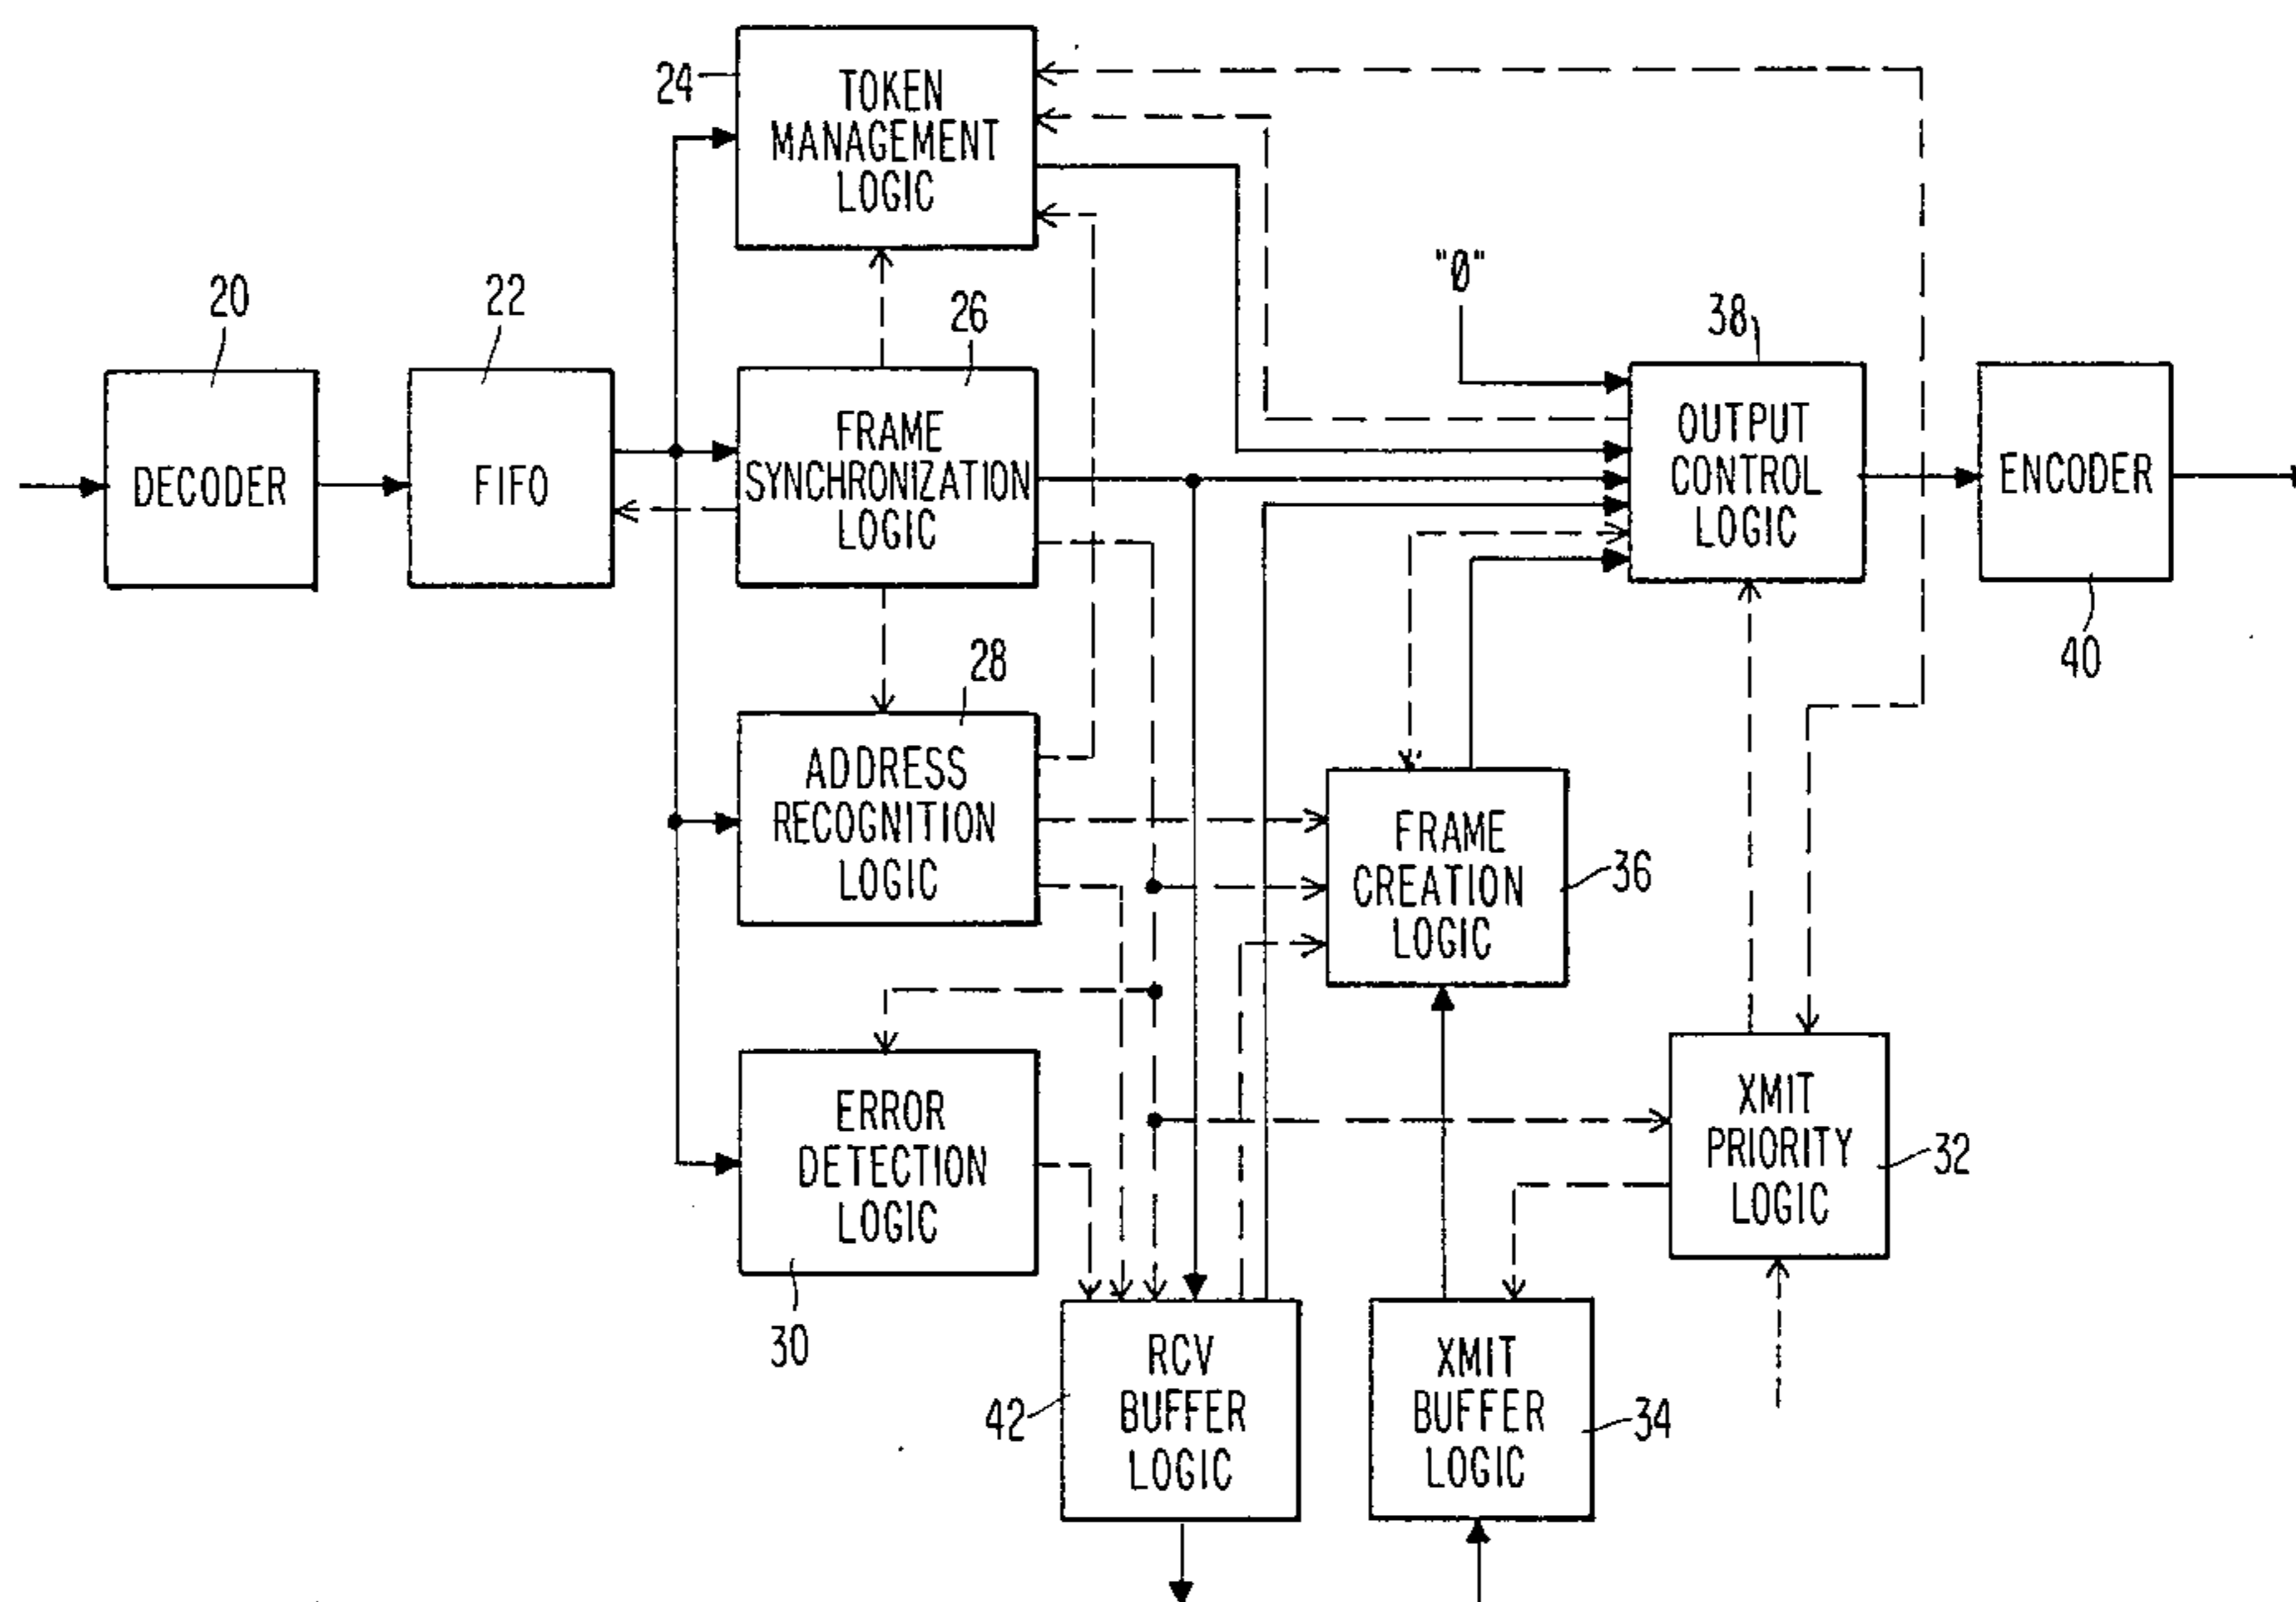 24
TOKEN
MANAGEMENT
LOGIC
"0"
20
22
26
38
DECODER
FIFO
FRAME
SYNCHRONIZATION
LOGIC
OUTPUT
CONTROL
LOGIC
ENCODER
40
28
ADDRESS
RECOGNITION
LOGIC
FRAME
CREATION
LOGIC
36
ERROR
DETECTION
LOGIC
30
XMIT
PRIORITY
LOGIC
32
RCV
BUFFER
LOGIC
42
XMIT
BUFFER
LOGIC
34